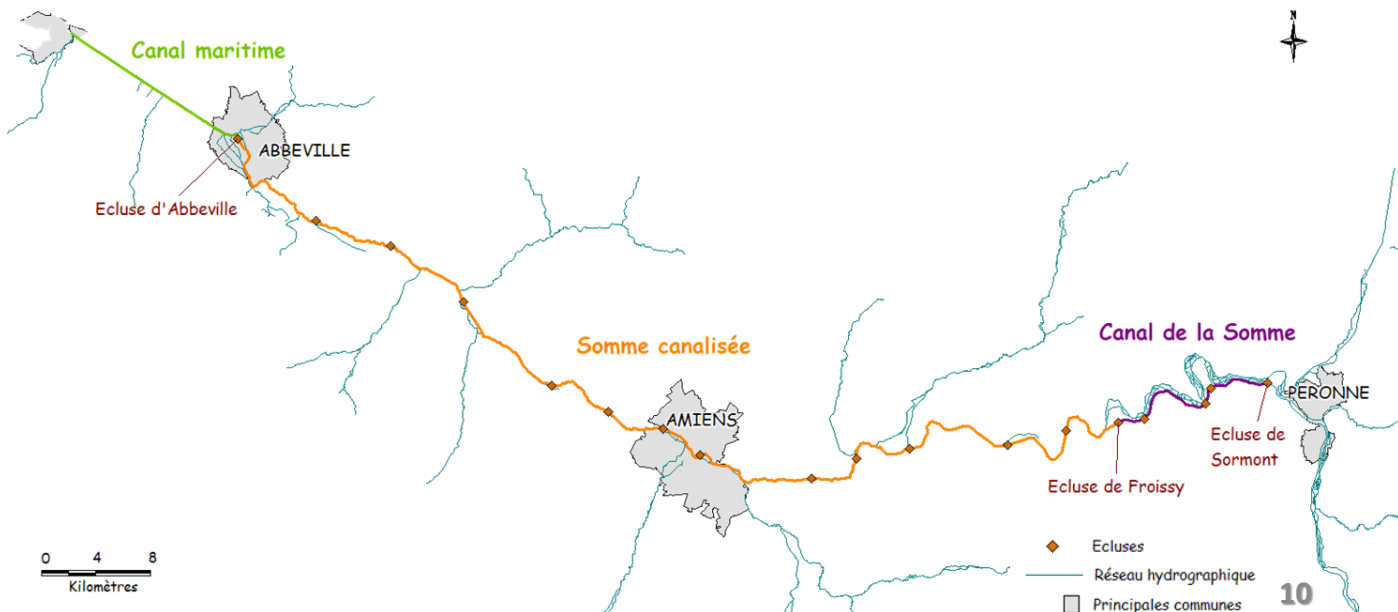 N
Canal maritime
ABBEVILLE
Ecluse d'Abbeville
Somme canalisée
Canal de la Somme
AMIENS
PERONNE
Ecluse de
Sormont
Ecluse de Froissy
0 4 8
Kilomètres
Ecluses
Réseau hydrographique
Principales communes
10